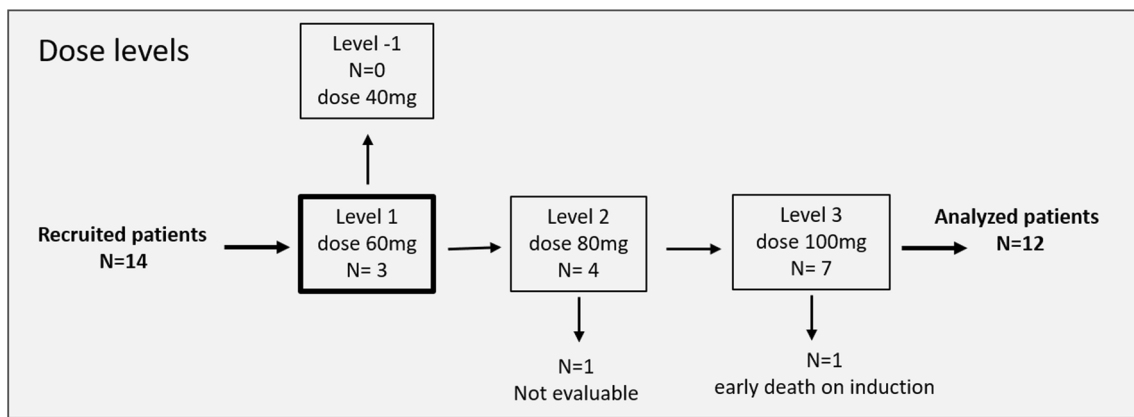 Dose levels
Level -1
N=0
dose 40mg
Recruited patients
N=14
Level 1
dose 60mg
N= 3
Level 2
dose 80mg
N= 4
Level 3
dose 100mg
N= 7
Analyzed patients
N=12
N=1
Not evaluable
N=1
early death on induction